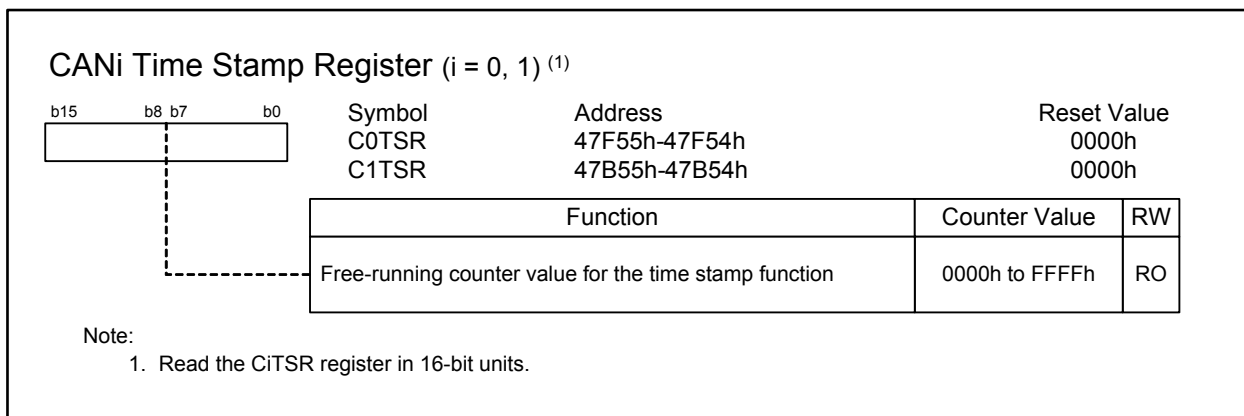 CANi Time Stamp Register (i = 0, 1) (1)
b15 b8 b7 b0
Symbol Address Reset Value
C0TSR 47F55h-47F54h 0000h
C1TSR 47B55h-47B54h 0000h
Function Counter Value RW
Free-running counter value for the time stamp function 0000h to FFFFh RO
Note:
1. Read the CiTSR register in 16-bit units.